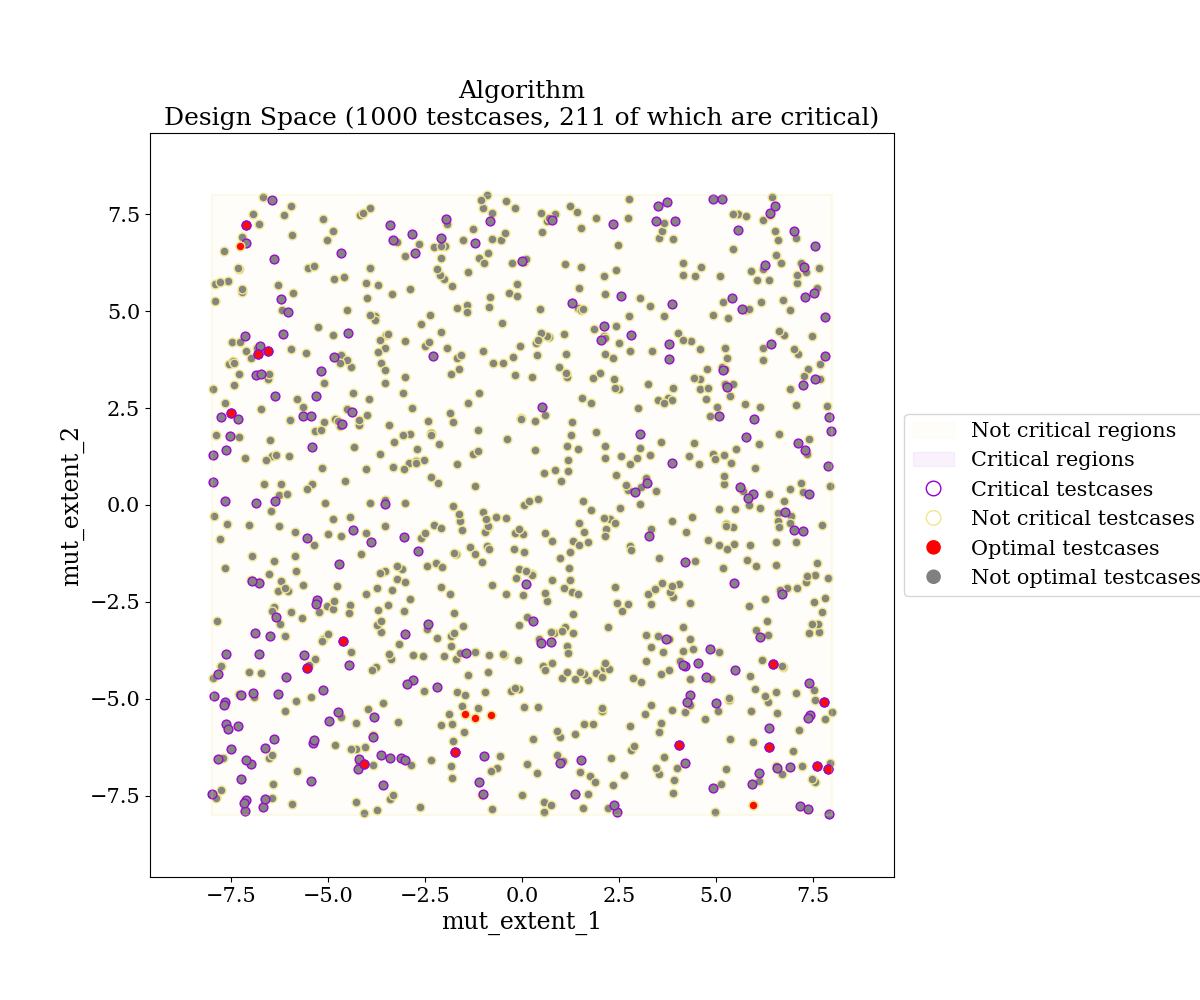 Algorithm
Design Space (1000 testcases, 211 of which are critical)
7.5
5.0
2.5
0.0
−2.5
−5.0
−7.5
mut_extent_2
−7.5
−5.0
−2.5
0.0
2.5
5.0
7.5
mut_extent_1
Not critical regions
Critical regions
Critical testcases
Not critical testcases
Optimal testcases
Not optimal testcases